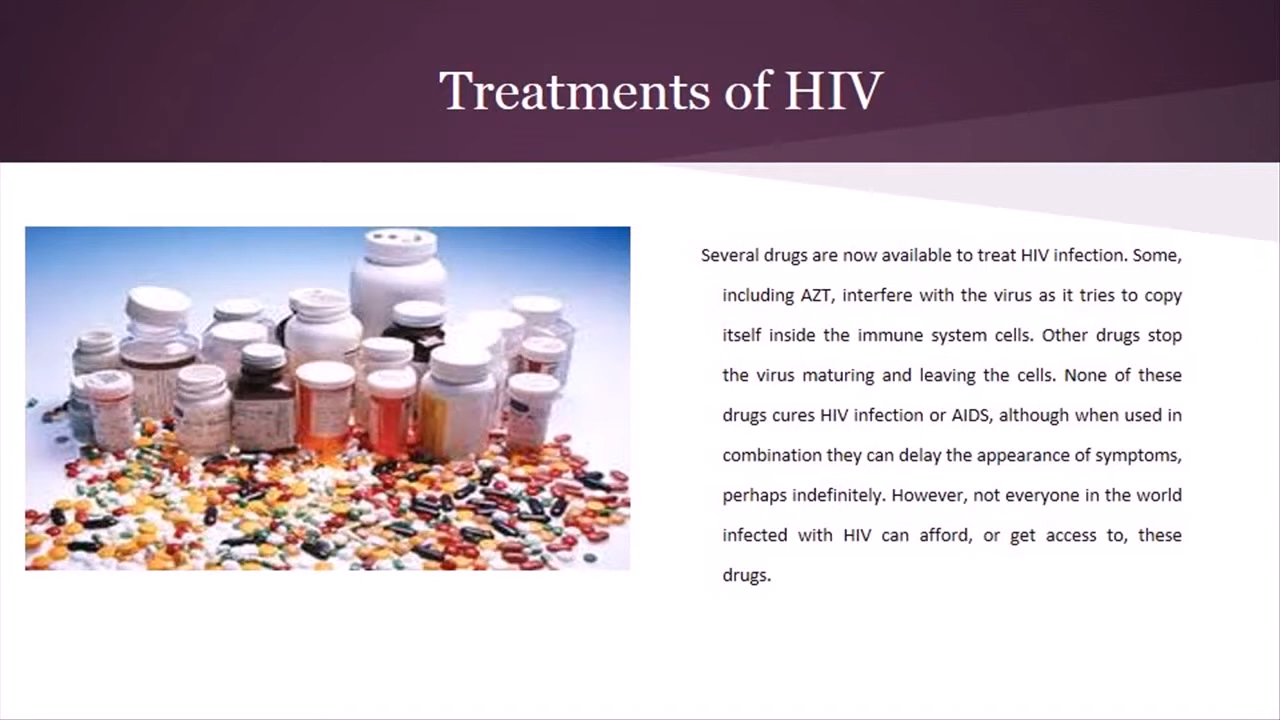 Treatments of HIV
Several drugs are now available to treat HIV infection. Some,
including AZT, interfere with the virus as it tries to copy
itself inside the immune system cells. Other drugs stop
the virus maturing and leaving the cells. None of these
drugs cures HIV infection or AIDS, although when used in
combination they can delay the appearance of symptoms,
perhaps indefinitely. However, not everyone in the world
infected with HIV can afford, or get access to, these
drugs.